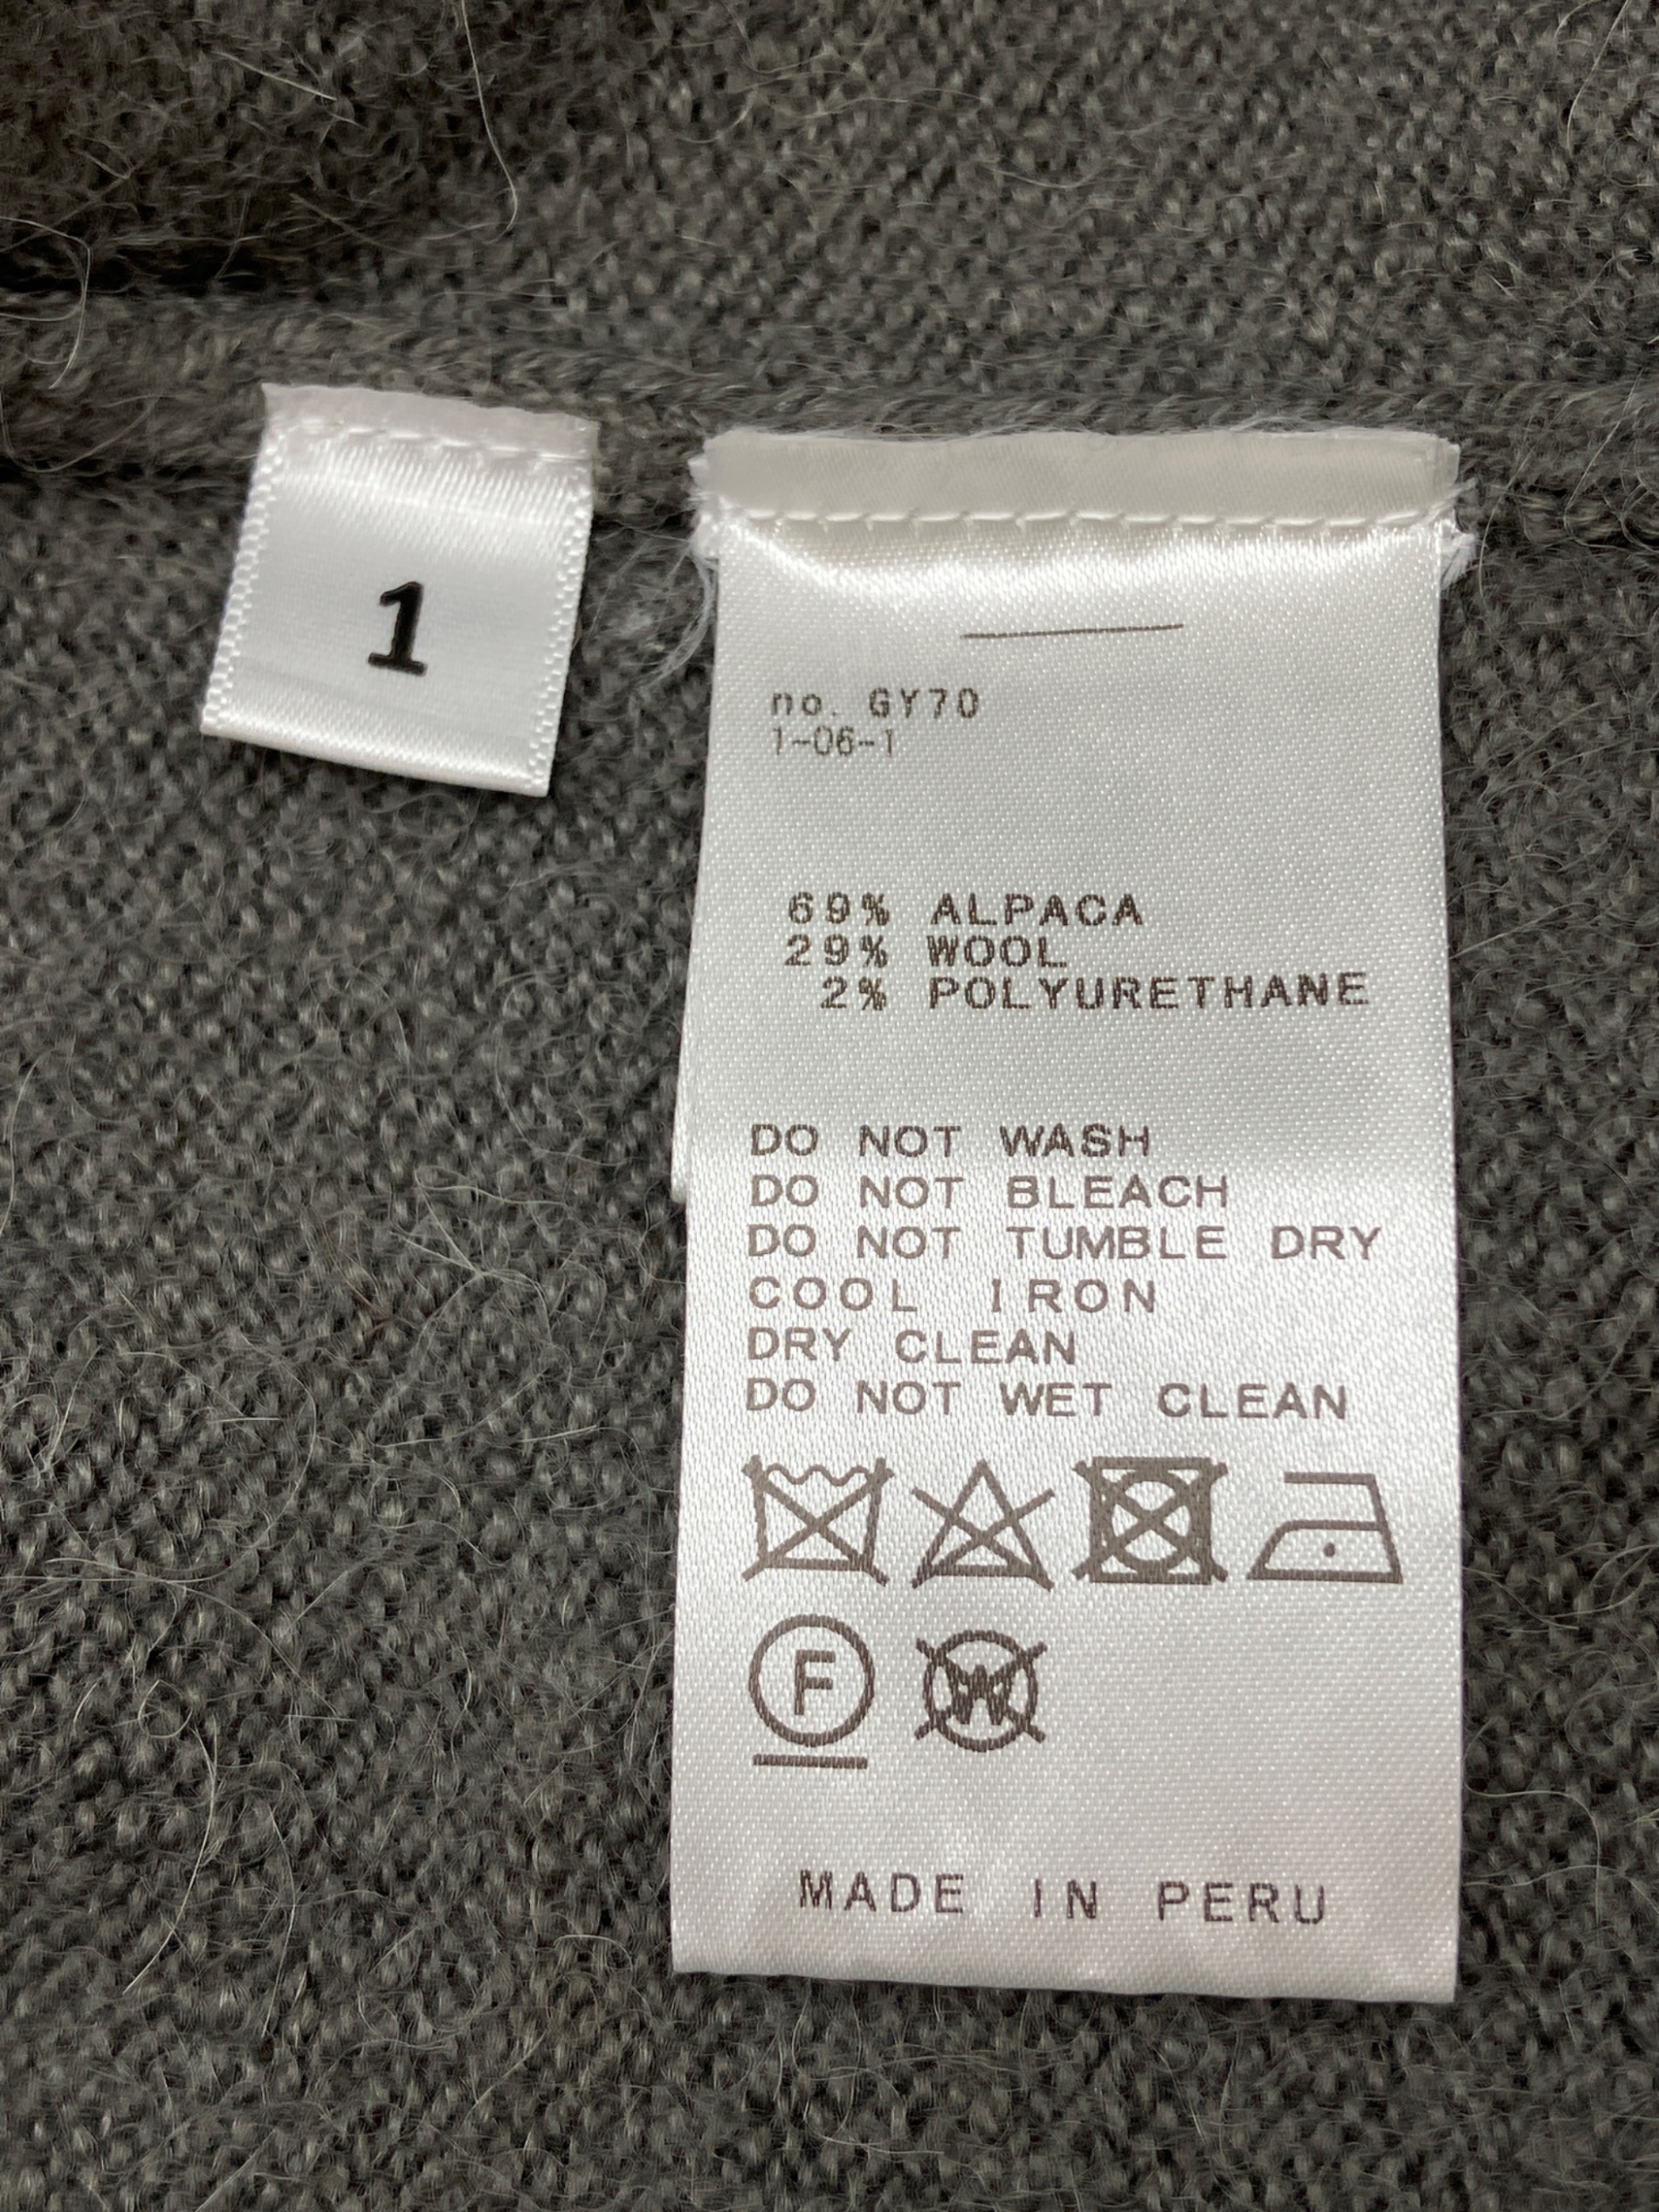 1
no. GY70
1-06-1
69% ALPACA
29% WOOL
2% POLYURETHANE
DO NOT WASH
DO NOT BLEACH
DO NOT TUMBLE DRY
COOL IRON
DRY CLEAN
DO NOT WET CLEAN
F W
MADE IN PERU